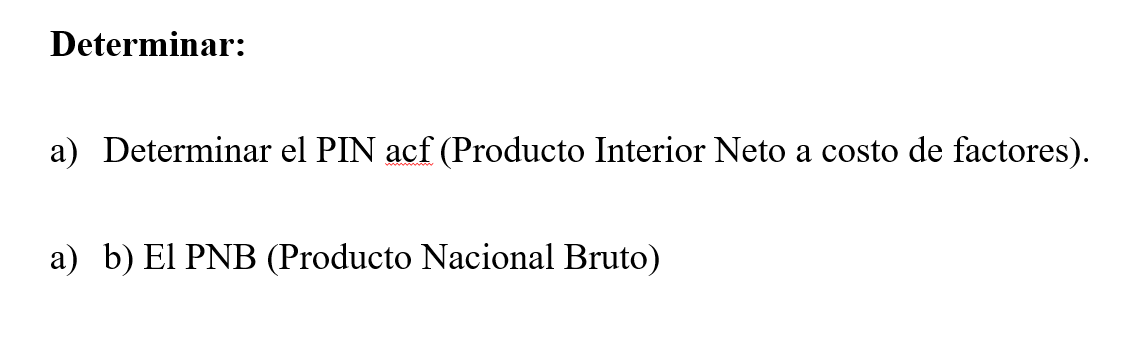 Determinar:
a) Determinar el PIN acf (Producto Interior Neto a costo de factores).
a) b) El PNB (Producto Nacional Bruto)